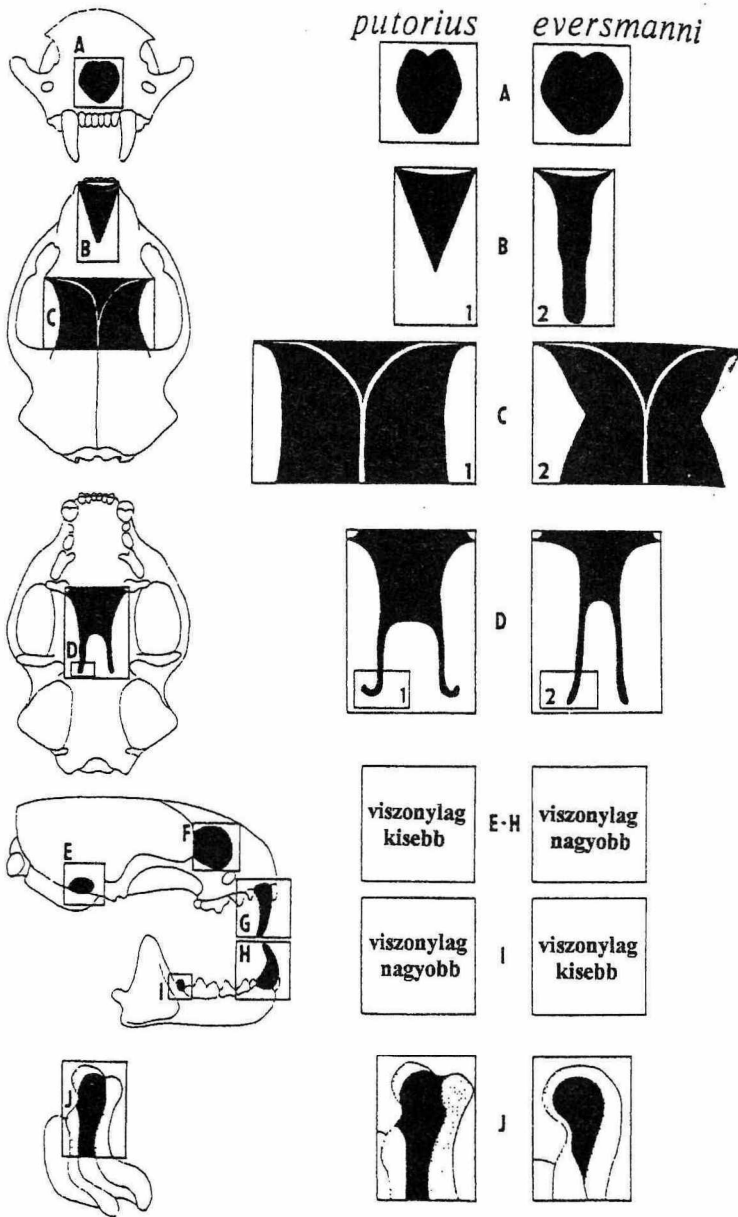 putorius eversmanni
A
A
B
B
1
2
C
C
1
2
D
D
1
2
E
F
G
H
I
viszonylag
kisebb
E-H
viszonylag
nagyobb
viszonylag
nagyobb
I
viszonylag
kisebb
J
J